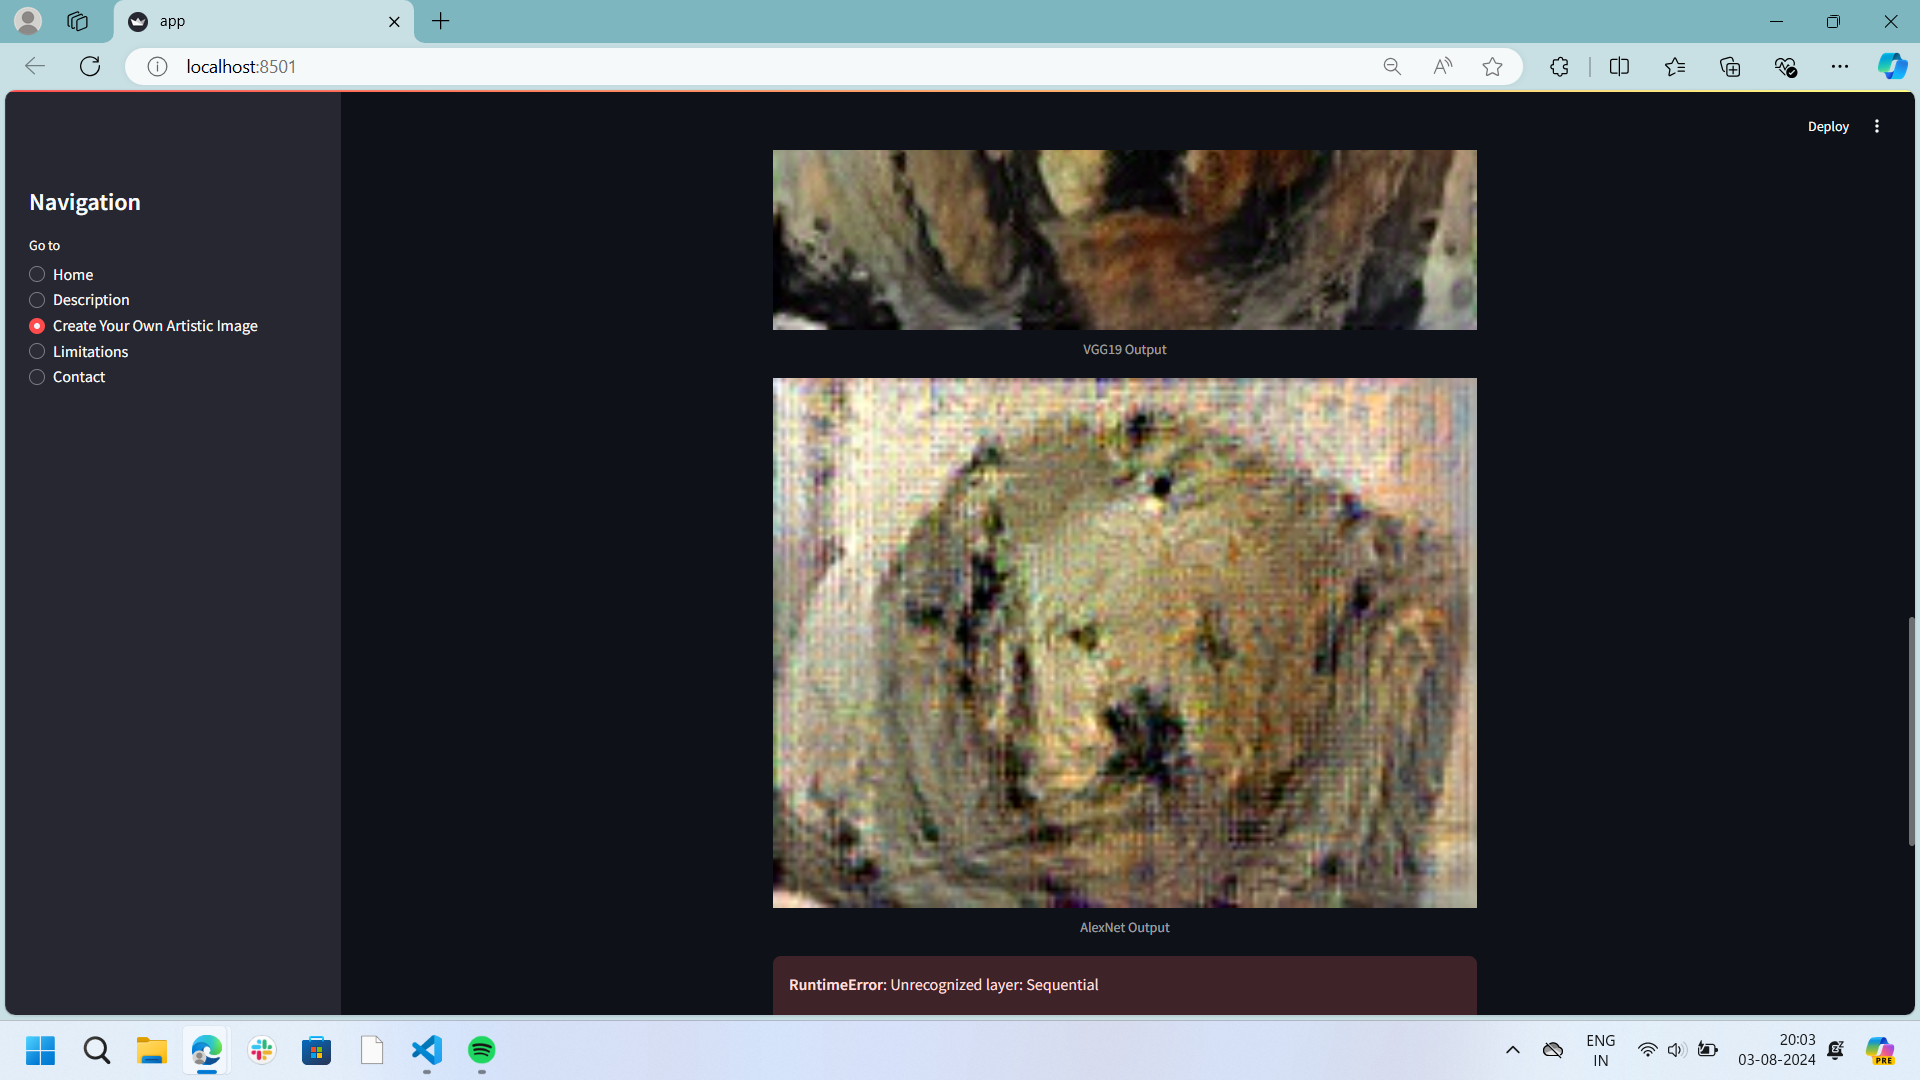 app
localhost:8501
Deploy
Navigation
Go to
Home
Description
Create Your Own Artistic Image
Limitations
Contact
VGG19 Output
AlexNet Output
RuntimeError: Unrecognized layer: Sequential
ENG
IN
20:03
03-08-2024
PRE